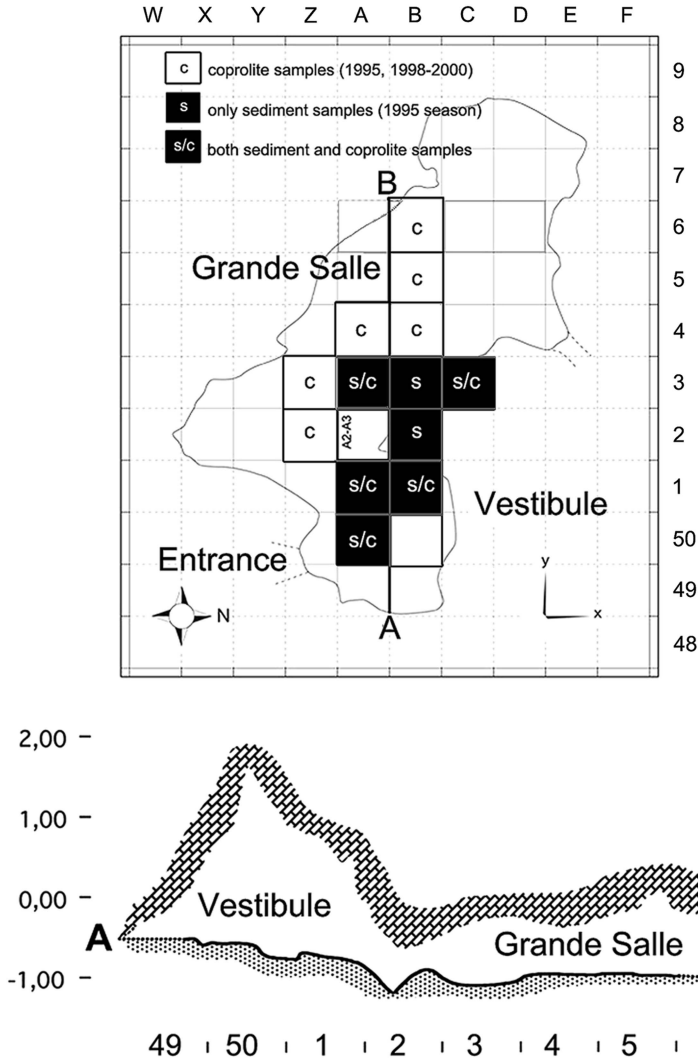 W X Y Z A B C D E F
9
c coprolite samples (1995, 1998-2000)
s only sediment samples (1995 season)
8
s/c both sediment and coprolite samples
7
B
c 6
Grande Salle
c 5
c c 4
c s/c s s/c 3
c A2-A3 s 2
s/c s/c 1
Vestibule
s/c 50
Entrance
y
49
N
x
A
48
2,00
1,00
0,00
Vestibule
A
Grande Salle
-1,00
49 50 1 2 3 4 5